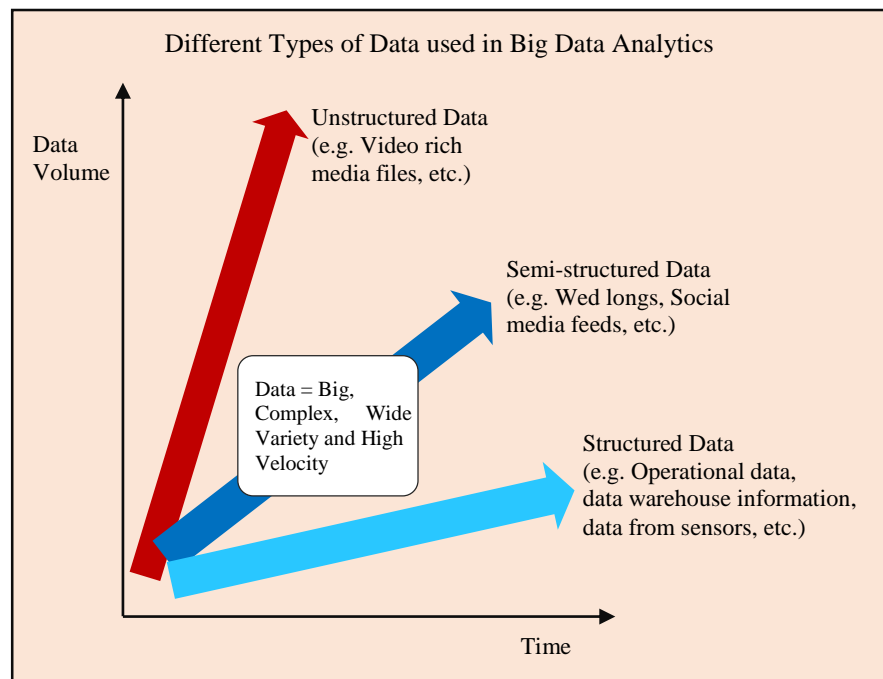 Different Types of Data used in Big Data Analytics
Data
Volume
Unstructured Data
(e.g. Video rich
media files, etc.)
Semi-structured Data
(e.g. Wed longs, Social
media feeds, etc.)
Data = Big,
Complex, Wide
Variety and High
Velocity
Structured Data
(e.g. Operational data,
data warehouse information,
data from sensors, etc.)
Time